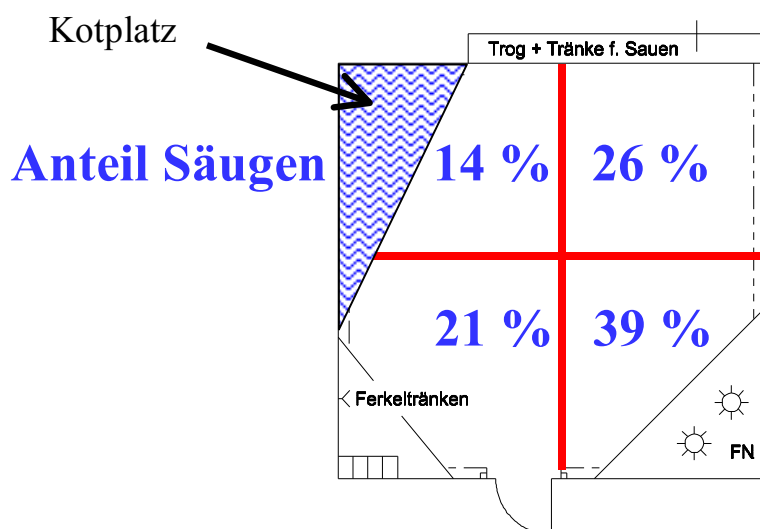 Kotplatz
Trog + Tränke f. Sauen
Anteil Säugen
14 %
26 %
21 %
39 %
Ferkeltränken
FN